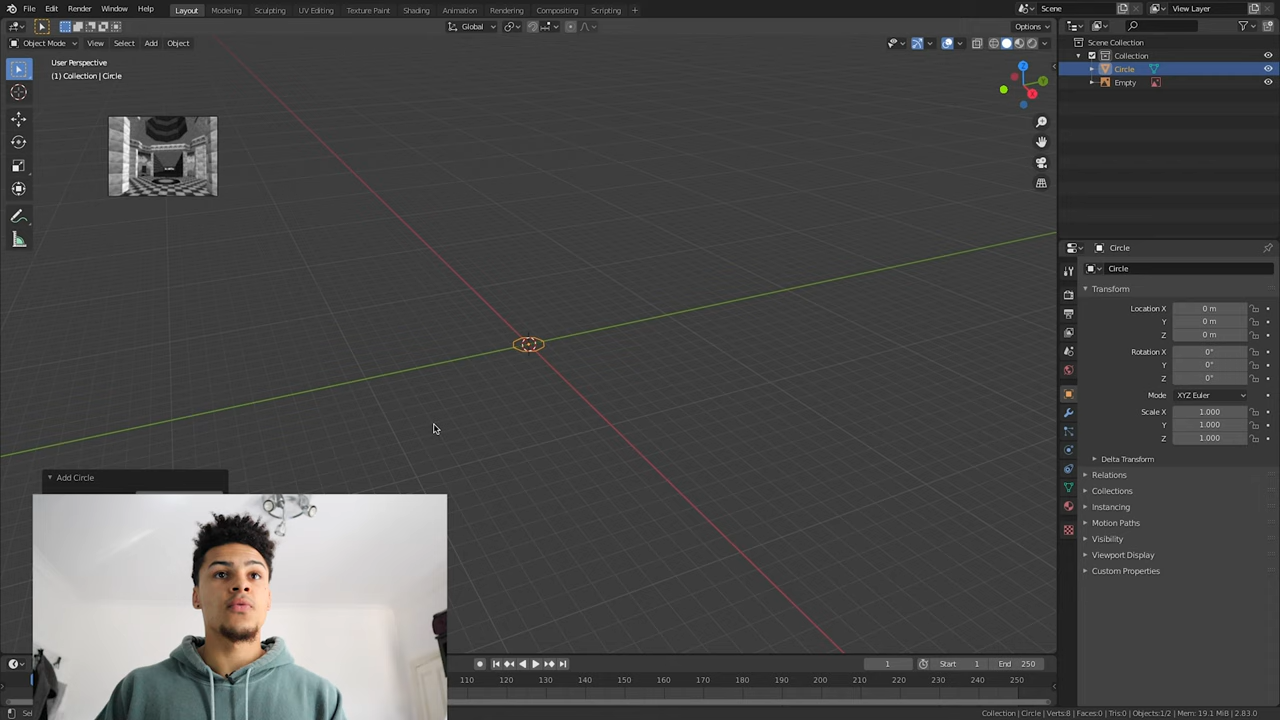 File Edit Render Window Help
Layout Modeling Sculpting UV Editing Texture Paint Shading Animation Rendering Compositing Scripting +
Scene
View Layer
Global
Options
Object Mode View Select Add Object
User Perspective
(1) Collection | Circle
Z
Y
X
Add Circle
Scene Collection
Collection
Circle
Empty
Circle
Circle
Transform
Location X 0 m
Y 0 m
Z 0 m
Rotation X 0°
Y 0°
Z 0°
Mode XYZ Euler
Scale X 1.000
Y 1.000
Z 1.000
Delta Transform
Relations
Collections
Instancing
Motion Paths
Visibility
Viewport Display
Custom Properties
1 Start 1 End 250
110 120 130 140 150 160 170 180 190 200 210 220 230 240 250
Sel
Collection | Circle | Verts:8 | Faces:0 | Tris:0 | Objects:1/2 | Mem: 19.1 MiB | 2.83.0